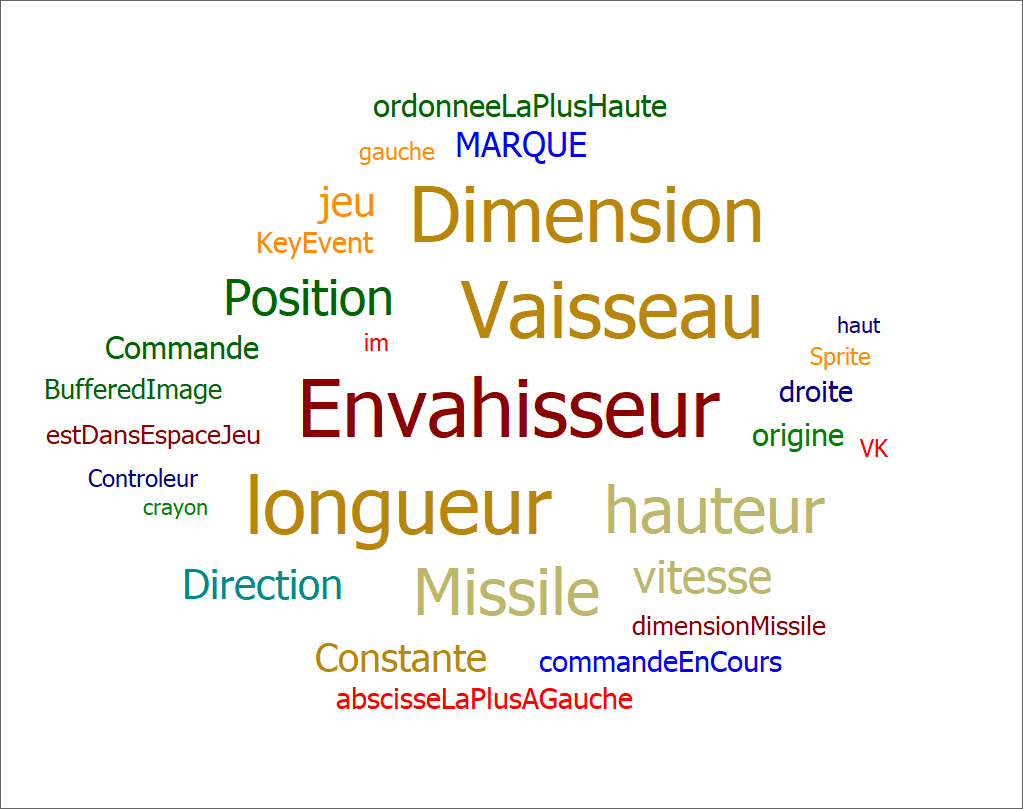 ordonneeLaPlusHaute
gauche MARQUE
jeu Dimension
KeyEvent
Position Vaisseau
haut
Commande im Sprite
BufferedImage droite
Envahisseur
estDansEspaceJeu origine VK
Controleur
crayon longueur hauteur
Direction Missile vitesse
dimensionMissile
Constante commandeEnCours
abscisseLaPlusAGauche